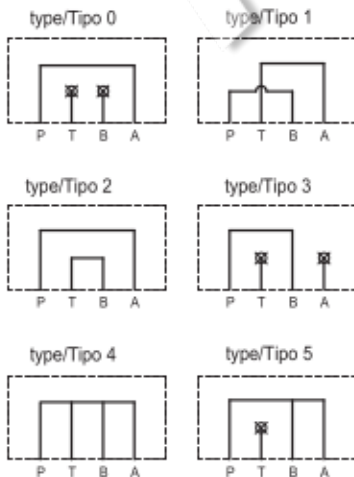 type/Tipo 0
type/Tipo 1
P T B A
P T B A
type/Tipo 2
type/Tipo 3
P T B A
P T B A
type/Tipo 4
type/Tipo 5
P T B A
P T B A